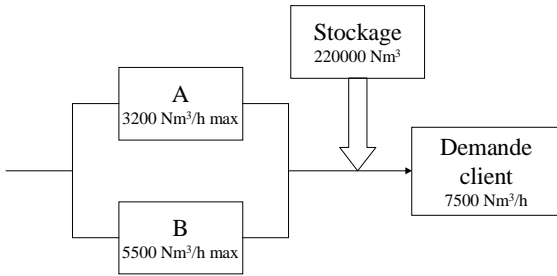 Stockage
220000 Nm³
A
3200 Nm³/h max
Demande
client
7500 Nm³/h
B
5500 Nm³/h max